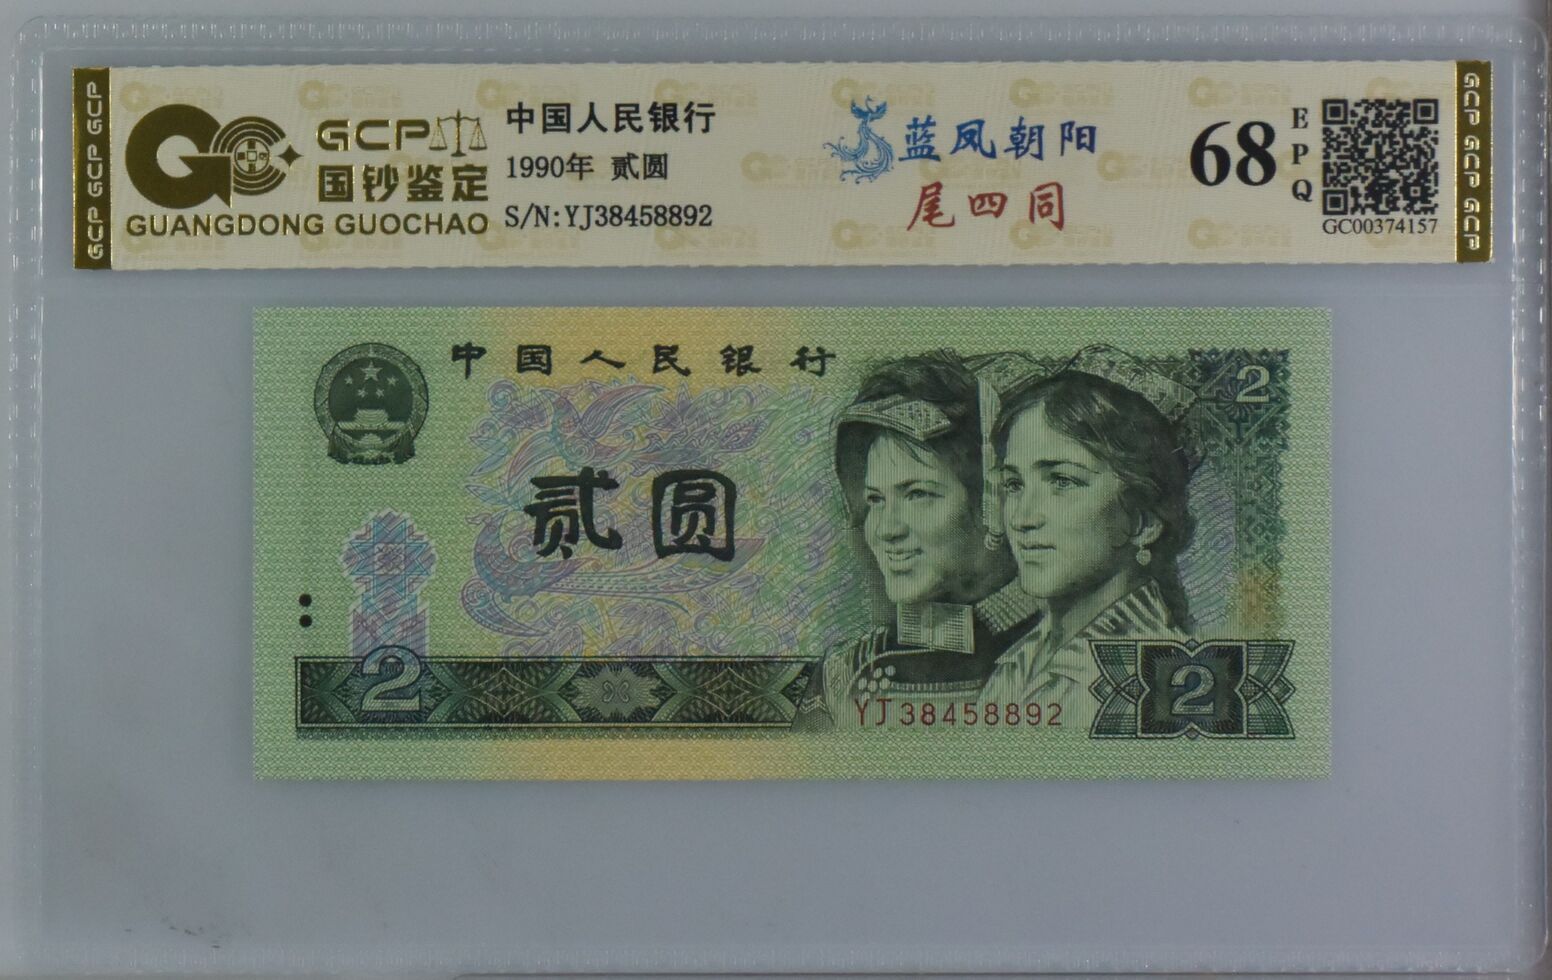 GCP GCP GCP
GCP
国钞鉴定
GUANGDONG GUOCHAO
中国人民银行
1990年 贰圆
S/N:YJ38458892
蓝凤朝阳
尾四同
68
EPQ
GC00374157
GCP GCP GCP
中国人民银行
2
贰圆
2
YJ38458892
2